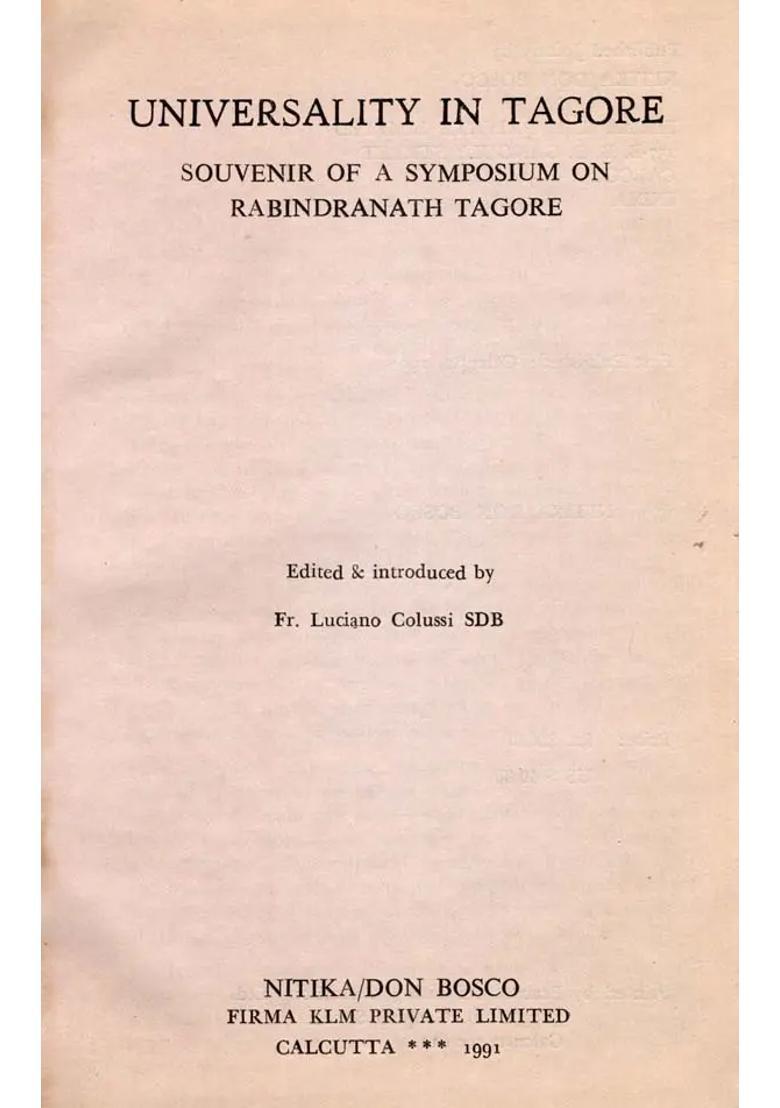 UNIVERSALITY IN TAGORE
SOUVENIR OF A SYMPOSIUM ON
RABINDRANATH TAGORE
Edited & introduced by
Fr. Luciano Colussi SDB
NITIKA/DON BOSCO
FIRMA KLM PRIVATE LIMITED
CALCUTTA *** 1991